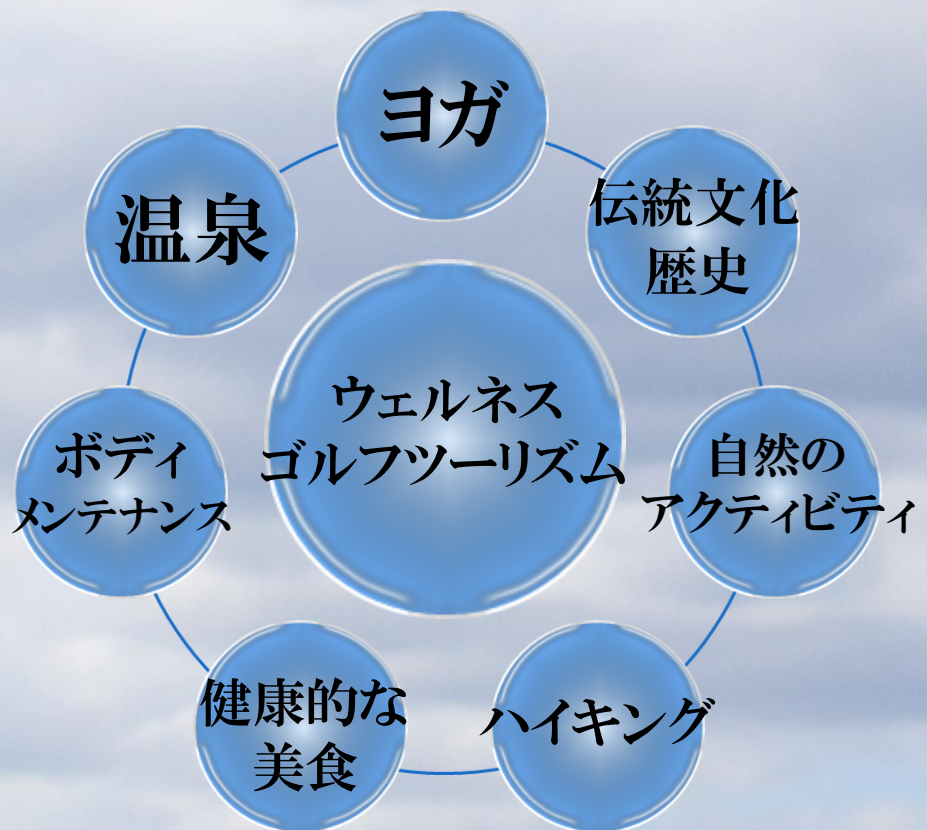 ヨガ
伝統文化
歴史
自然の
アクティビティ
ハイキング
健康的な
美食
ボディ
メンテナンス
温泉
ウェルネス
ゴルフツーリズム